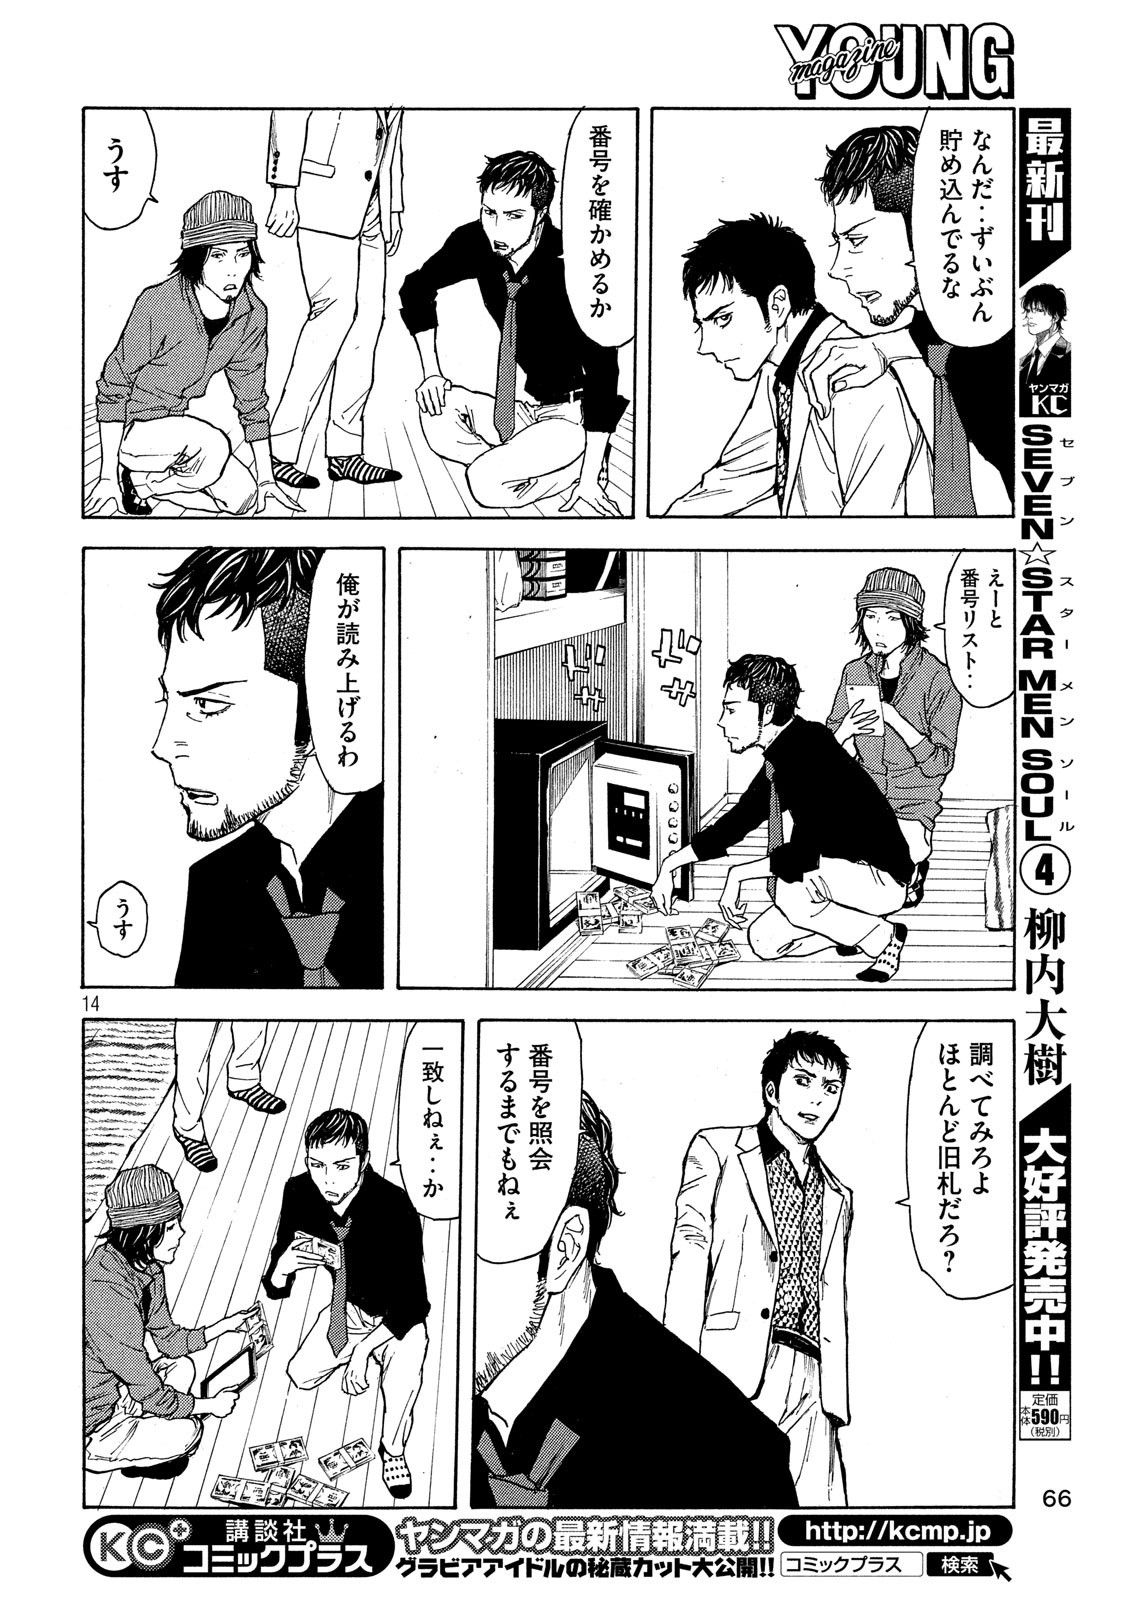 YOUNG
magazine
なんだ‥ずいぶん
貯め込んでるな
番号を確かめるか
うす
えーと
番号リスト‥
ドサ
ドサ
俺が読み上げるわ
うす
14
調べてみろよ
ほとんど旧札だろ?
番号を照会
するまでもねぇ
一致しねぇ‥か
最新刊
ヤンマガ
KC
セブン スターメンソール
SEVEN☆STAR MEN SOUL④
柳内大樹
大好評発売中!!
定価
本体590円
(税別)
66
KC+
講談社
コミックプラス
ヤンマガの最新情報満載!!
グラビアアイドルの秘蔵カット大公開!!
http://kcmp.jp
コミックプラス 検索